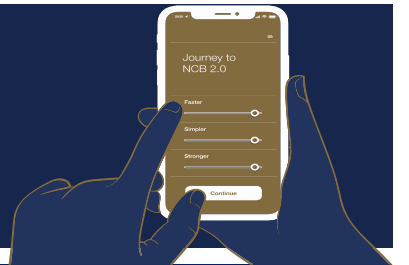 Journey to
NCB 2.0
Faster
Simpler
Stronger
Continue